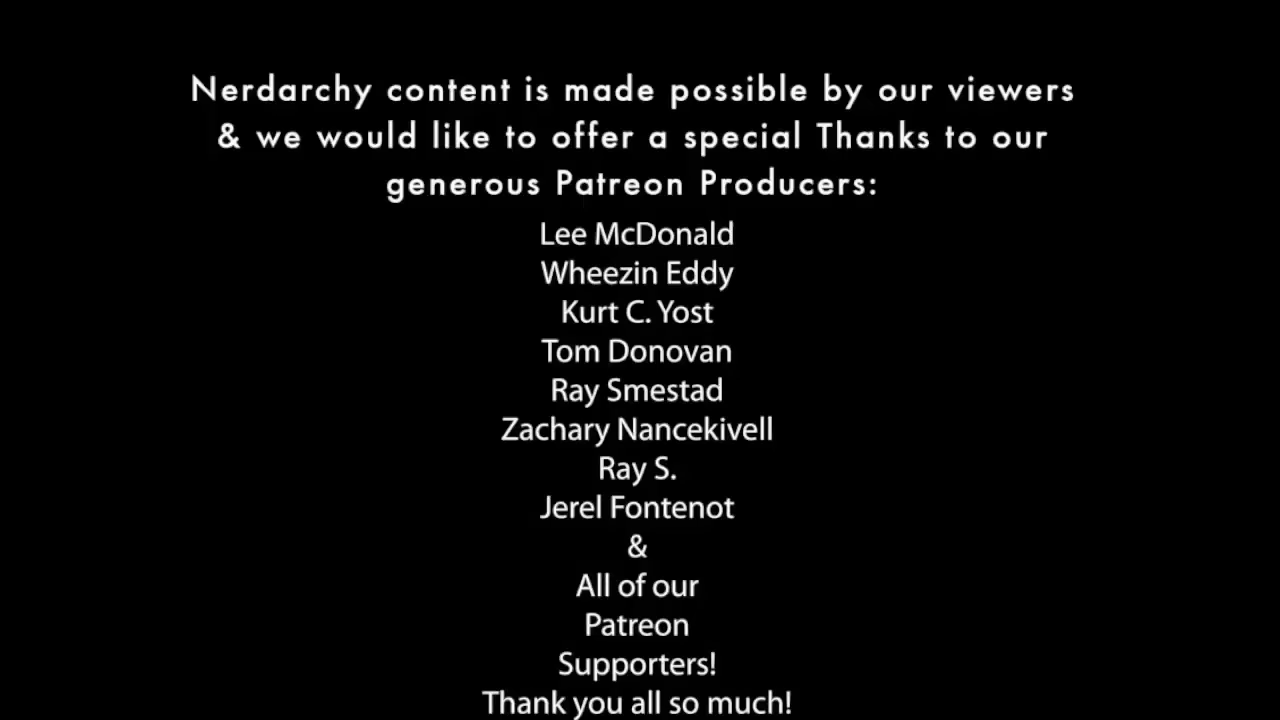 Nerdarchy content is made possible by our viewers
& we would like to offer a special Thanks to our
generous Patreon Producers:
Lee McDonald
Wheezin Eddy
Kurt C. Yost
Tom Donovan
Ray Smestad
Zachary Nancekivell
Ray S.
Jerel Fontenot
&
All of our
Patreon
Supporters!
Thank you all so much!